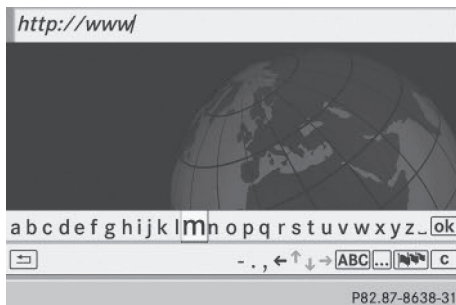 http://www
a b c d e f g h i j k l m n o p q r s t u v w x y z _ ok
- . , ← ↑ ↓ → ABC ... c
P82.87-8638-31